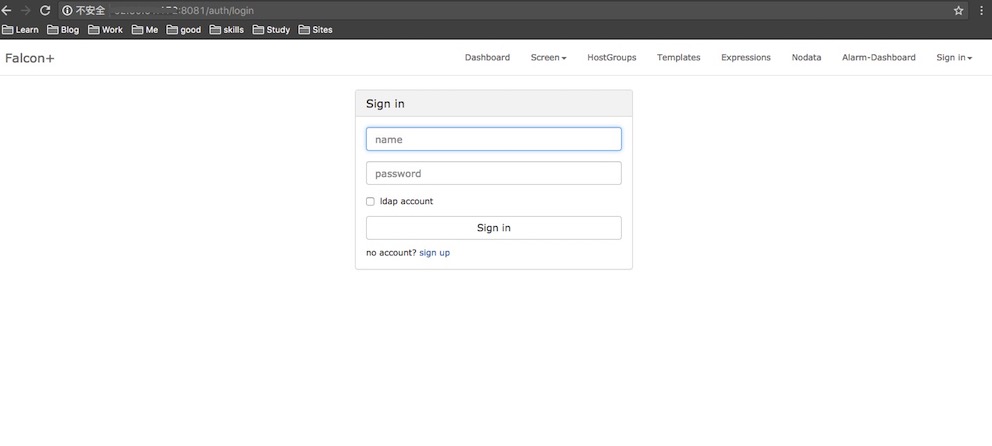 不安全 :8081/auth/login
Learn Blog Work Me good skills Study Sites
Falcon+ Dashboard Screen HostGroups Templates Expressions Nodata Alarm-Dashboard Sign in
Sign in
name
password
ldap account
Sign in
no account? sign up